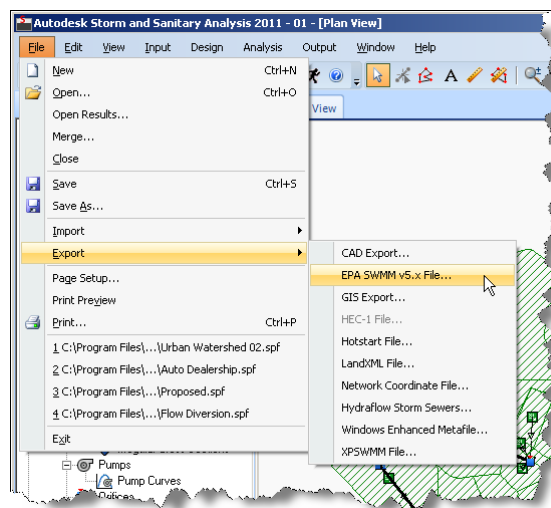 Autodesk Storm and Sanitary Analysis 2011 - 01 - [Plan View]
File Edit View Input Design Analysis Output Window Help
New Ctrl+N
Open... Ctrl+O
View
Open Results...
Merge...
Close
Save Ctrl+S
Save As...
Import
Export
CAD Export...
EPA SWMM v5.x File...
Page Setup...
GIS Export...
Print Preview
HEC-1 File...
Print... Ctrl+P
Hotstart File...
1 C:\Program Files\...\Urban Watershed 02.spf
LandXML File...
2 C:\Program Files\...\Auto Dealership.spf
Network Coordinate File...
3 C:\Program Files\...\Proposed.spf
Hydraflow Storm Sewers...
4 C:\Program Files\...\Flow Diversion.spf
Windows Enhanced Metafile...
Exit
XPSWMM File...
Pumps
Pump Curves